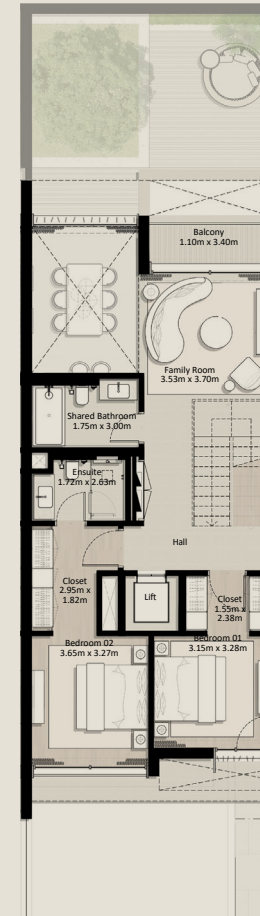 Balcony
1.10m x 3.40m
Family Room
3.53m x 3.70m
Shared Bathroom
1.75m x 3.00m
Ensuite
1.72m x 2.63m
Hall
Closet
2.95m x
1.82m
Lift
Closet
1.55m x
2.38m
Bedroom 02
3.65m x 3.27m
Bedroom 01
3.15m x 3.28m